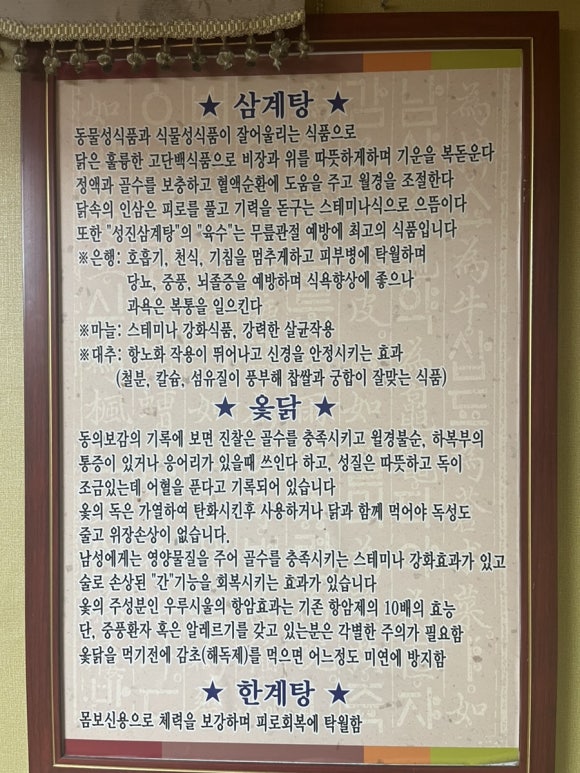 ★ 삼계탕 ★
동물성식품과 식물성식품이 잘어울리는 식품으로
닭은 훌륭한 고단백식품으로 비장과 위를 따뜻하게하며 기운을 복돋운다
정액과 골수를 보충하고 혈액순환에 도움을 주고 월경을 조절한다
닭속의 인삼은 피로를 풀고 기력을 돋구는 스테미나식으로 으뜸이다
또한 "성진삼계탕"의 "육수"는 무릎관절 예방에 최고의 식품입니다
※은행: 호흡기, 천식, 기침을 멈추게하고 피부병에 탁월하며
당뇨, 중풍, 뇌졸증을 예방하며 식욕향상에 좋으나
과욕은 복통을 일으킨다
※마늘: 스테미나 강화식품, 강력한 살균작용
※대추: 항노화 작용이 뛰어나고 신경을 안정시키는 효과
(철분, 칼슘, 섬유질이 풍부해 찹쌀과 궁합이 잘맞는 식품)
★ 옻닭 ★
동의보감의 기록에 보면 진찰은 골수를 충족시키고 월경불순, 하복부의
통증이 있거나 응어리가 있을때 쓰인다 하고, 성질은 따뜻하고 독이
조금있는데 어혈을 푼다고 기록되어 있습니다
옻의 독은 가열하여 탄화시킨후 사용하거나 닭과 함께 먹어야 독성도
줄고 위장손상이 없습니다.
남성에게는 영양물질을 주어 골수를 충족시키는 스테미나 강화효과가 있고
술로 손상된 "간"기능을 회복시키는 효과가 있습니다
옻의 주성분인 우루시올의 항암효과는 기존 항암제의 10배의 효능
단, 중풍환자 혹은 알레르기를 갖고 있는분은 각별한 주의가 필요함
옻닭을 먹기전에 감초(해독제)를 먹으면 어느정도 미연에 방지함
★ 한계탕 ★
몸보신용으로 체력을 보강하며 피로회복에 탁월함